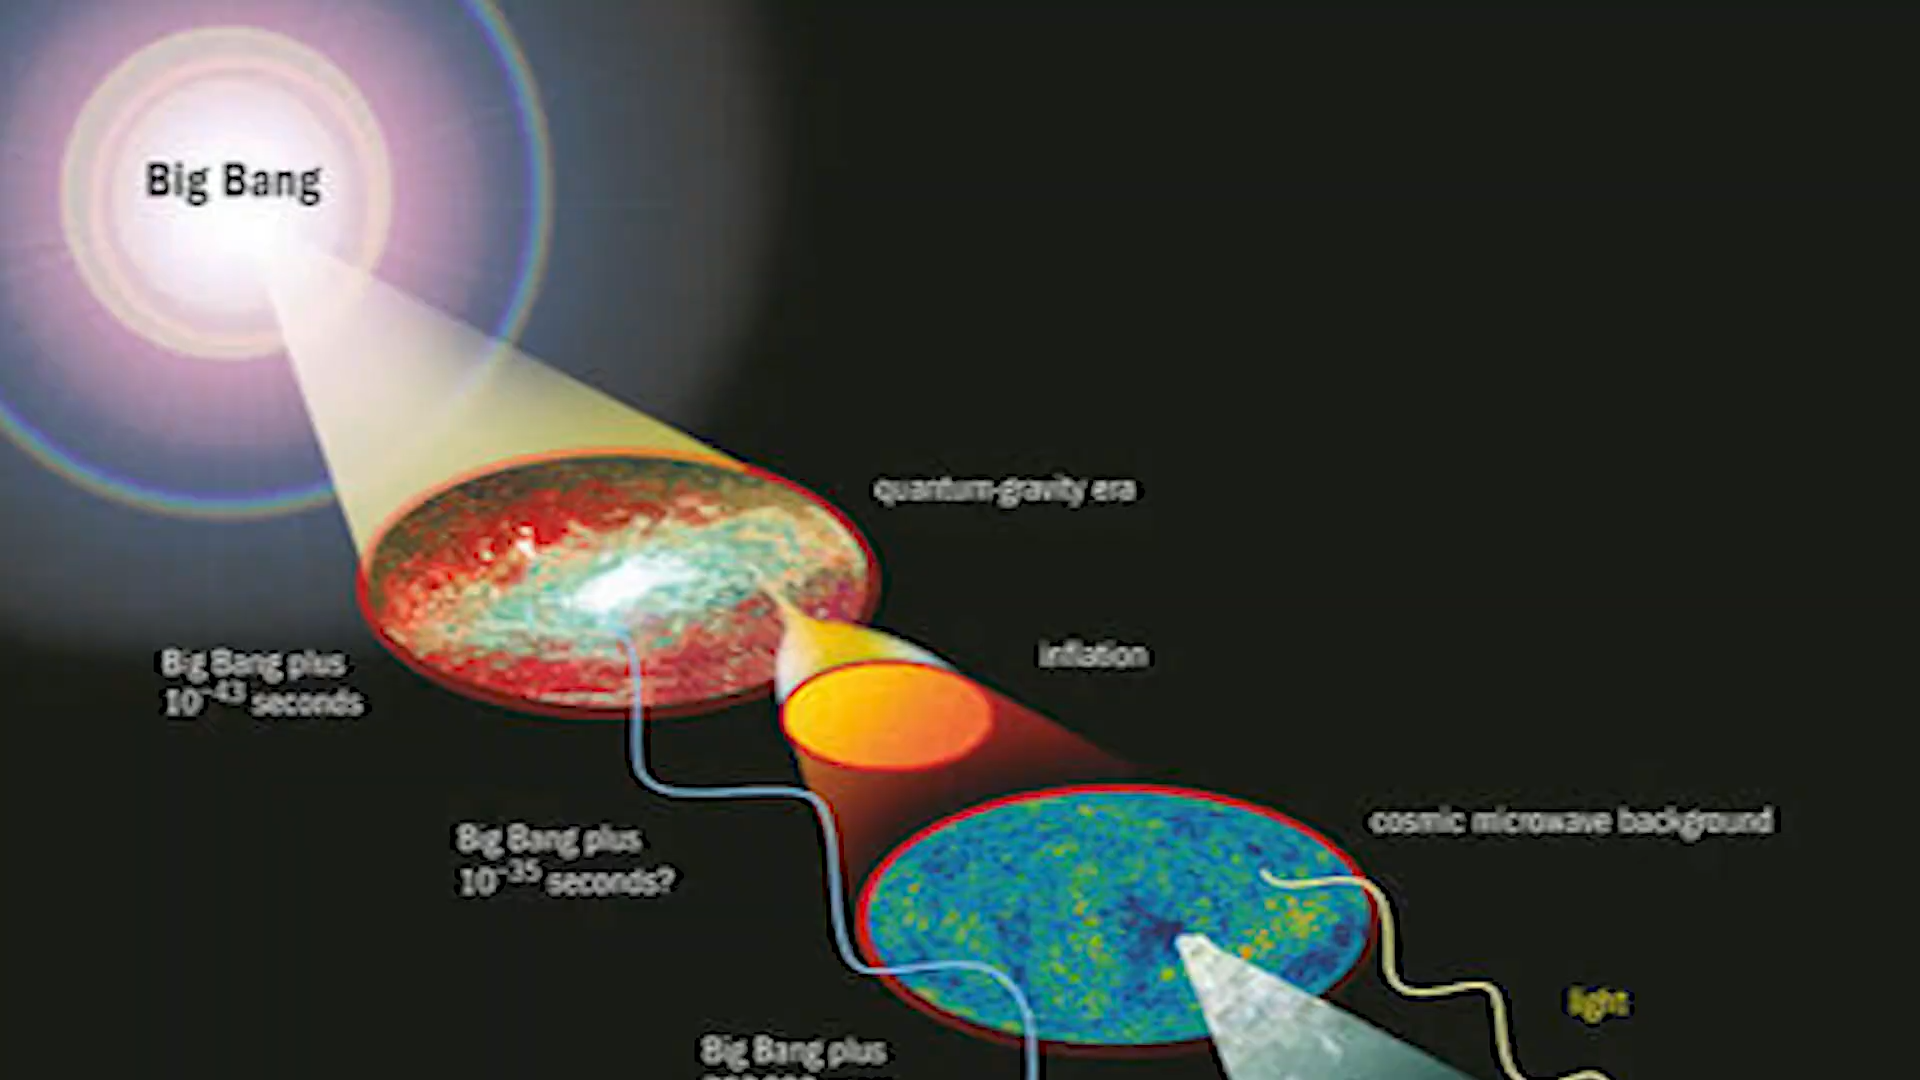 Big Bang
quantum-gravity era
inflation
Big Bang plus
10⁻⁴³ seconds
cosmic microwave background
Big Bang plus
10⁻³⁵ seconds?
light
Big Bang plus